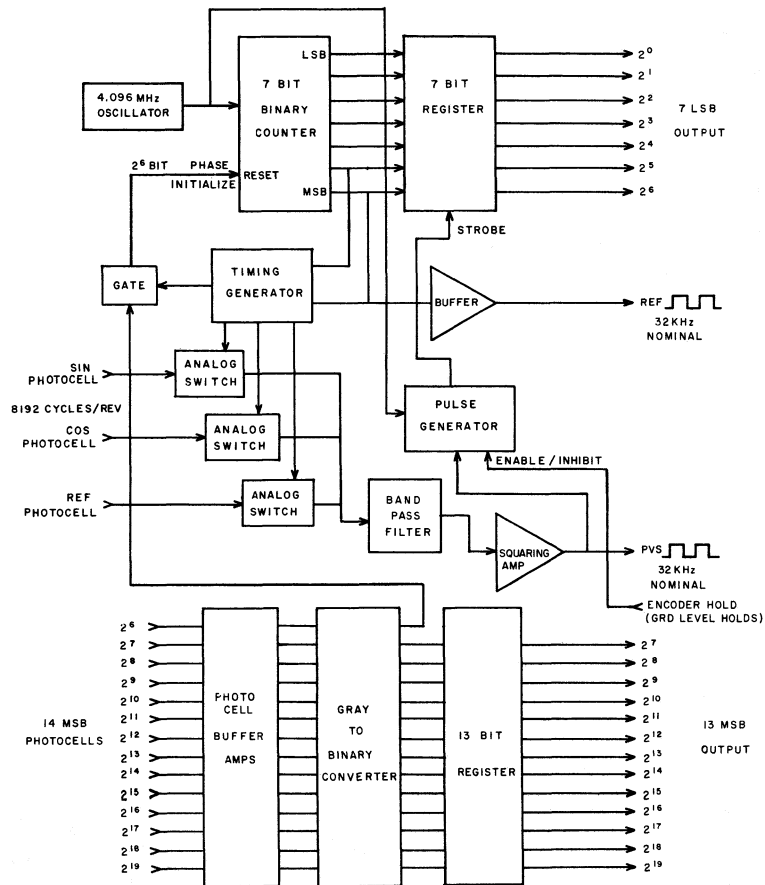 LSB
7 BIT
BINARY
COUNTER
RESET
MSB
7 BIT
REGISTER
2⁰
2¹
2²
2³
2⁴
2⁵
2⁶
7 LSB
OUTPUT
4.096 MHz
OSCILLATOR
2⁶ BIT PHASE
INITIALIZE
STROBE
GATE
TIMING
GENERATOR
BUFFER
REF
32KHz
NOMINAL
SIN
PHOTOCELL
ANALOG
SWITCH
8192 CYCLES/REV
COS
PHOTOCELL
ANALOG
SWITCH
PULSE
GENERATOR
ENABLE/INHIBIT
REF
PHOTOCELL
ANALOG
SWITCH
BAND
PASS
FILTER
SQUARING
AMP
PVS
32KHz
NOMINAL
ENCODER HOLD
(GRD LEVEL HOLDS)
14 MSB
PHOTOCELLS
2⁶
2⁷
2⁸
2⁹
2¹⁰
2¹¹
2¹²
2¹³
2¹⁴
2¹⁵
2¹⁶
2¹⁷
2¹⁸
2¹⁹
PHOTO
CELL
BUFFER
AMPS
GRAY
TO
BINARY
CONVERTER
13 BIT
REGISTER
2⁷
2⁸
2⁹
2¹⁰
2¹¹
2¹²
2¹³
2¹⁴
2¹⁵
2¹⁶
2¹⁷
2¹⁸
2¹⁹
13 MSB
OUTPUT